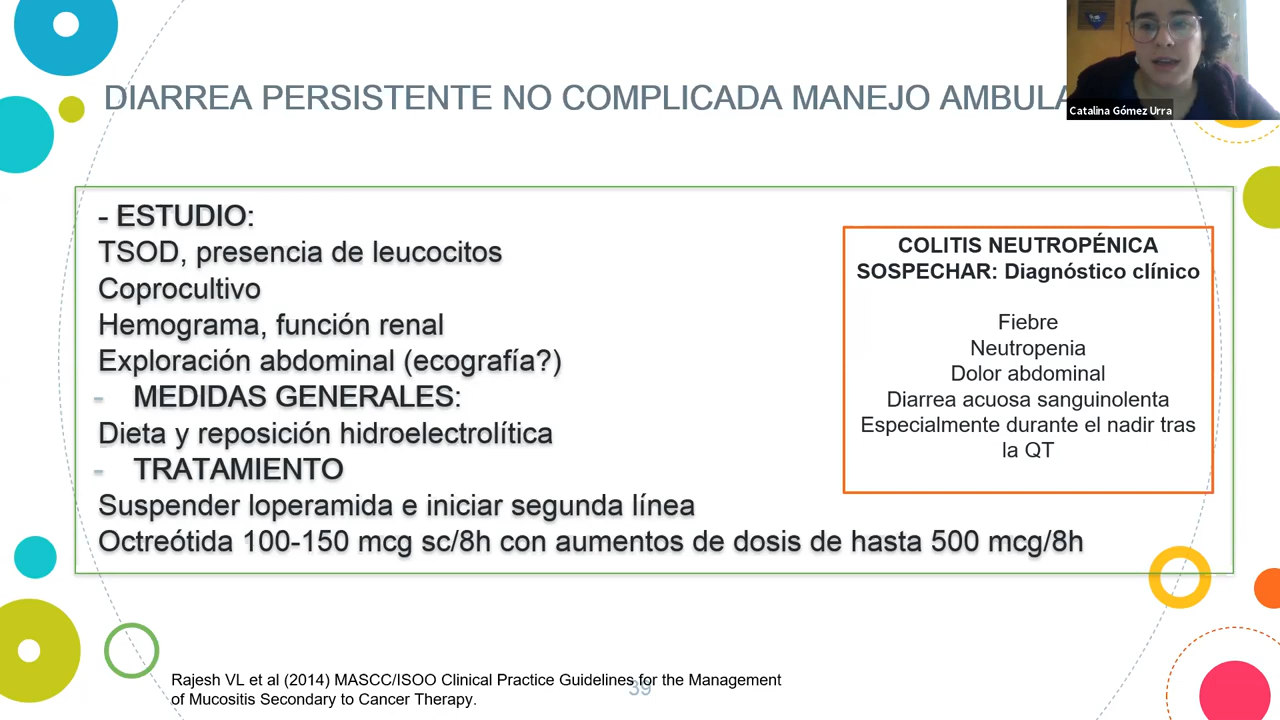 DIARREA PERSISTENTE NO COMPLICADA MANEJO AMBULA
Catalina Gómez Urra
- ESTUDIO:
TSOD, presencia de leucocitos
Coprocultivo
Hemograma, función renal
Exploración abdominal (ecografía?)
- MEDIDAS GENERALES:
Dieta y reposición hidroelectrolítica
- TRATAMIENTO
Suspender loperamida e iniciar segunda línea
Octreótida 100-150 mcg sc/8h con aumentos de dosis de hasta 500 mcg/8h
COLITIS NEUTROPÉNICA
SOSPECHAR: Diagnóstico clínico
Fiebre
Neutropenia
Dolor abdominal
Diarrea acuosa sanguinolenta
Especialmente durante el nadir tras
la QT
Rajesh VL et al (2014) MASCC/ISOO Clinical Practice Guidelines for the Management
of Mucositis Secondary to Cancer Therapy.
39